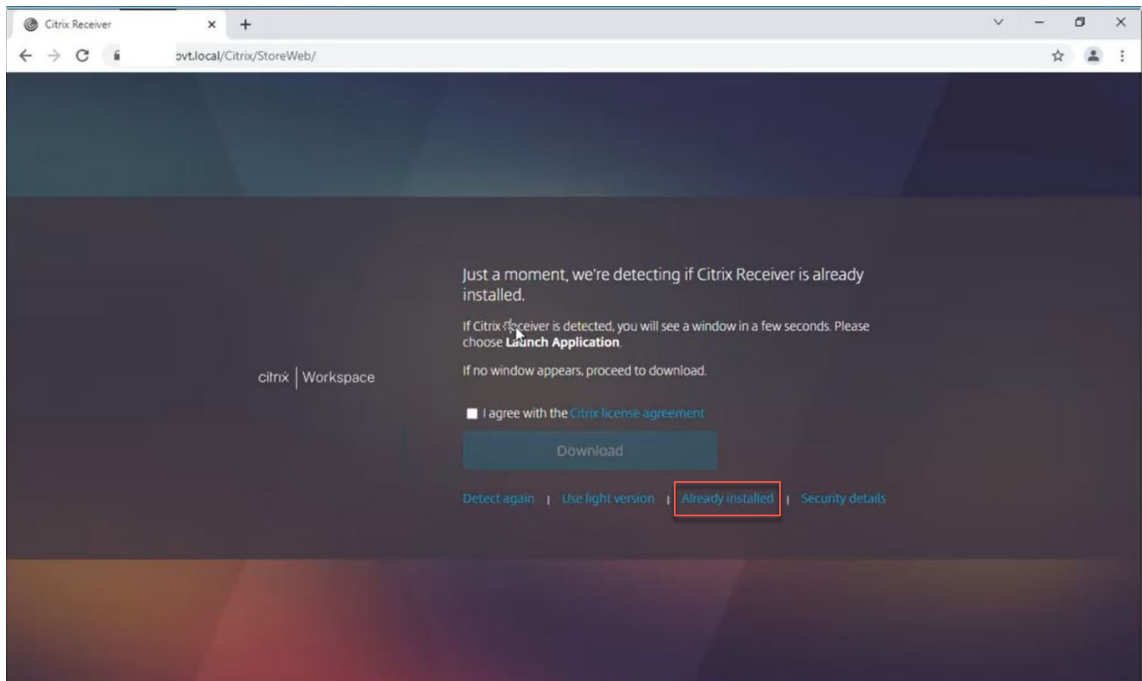 Citrix Receiver
ovt.local/Citrix/StoreWeb/
Just a moment, we're detecting if Citrix Receiver is already
installed.
If Citrix Receiver is detected, you will see a window in a few seconds. Please
choose Launch Application.
If no window appears, proceed to download.
citrix | Workspace
I agree with the Citrix license agreement
Download
Detect again | Use light version | Already installed | Security details